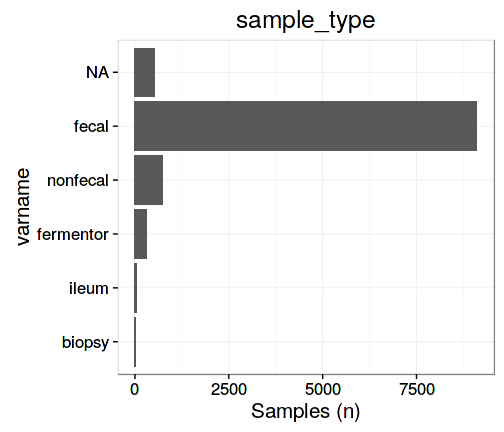 sample_type
varname
NA
fecal
nonfecal
fermentor
ileum
biopsy
0 2500 5000 7500
Samples (n)